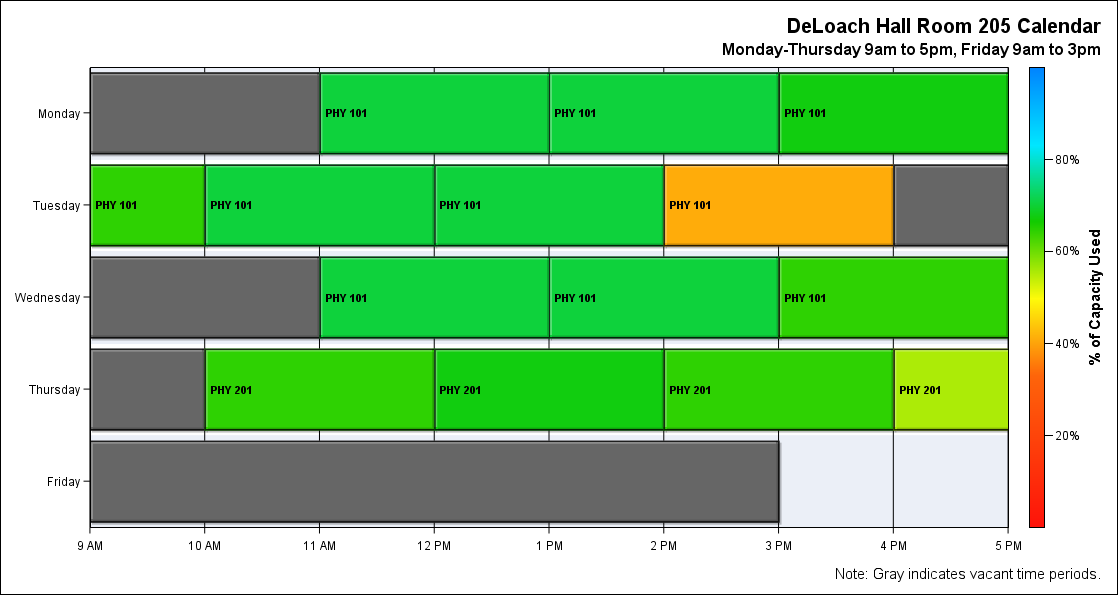 DeLoach Hall Room 205 Calendar
Monday-Thursday 9am to 5pm, Friday 9am to 3pm
Monday
PHY 101
PHY 101
PHY 101
Tuesday
PHY 101
PHY 101
PHY 101
PHY 101
Wednesday
PHY 101
PHY 101
PHY 101
Thursday
PHY 201
PHY 201
PHY 201
PHY 201
Friday
9 AM
10 AM
11 AM
12 PM
1 PM
2 PM
3 PM
4 PM
5 PM
80%
60%
40%
20%
% of Capacity Used
Note: Gray indicates vacant time periods.